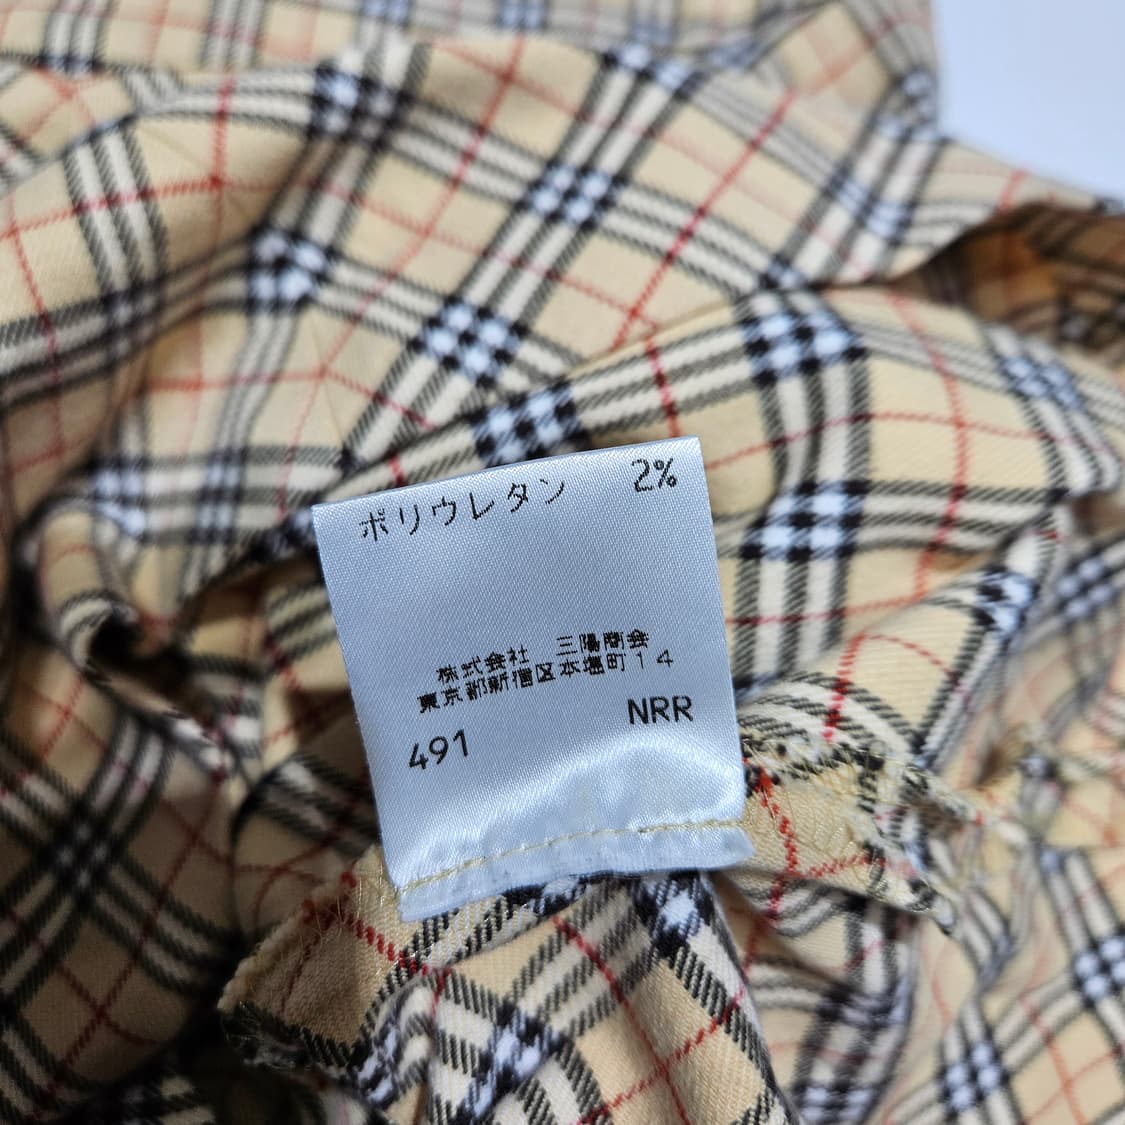 ポリウレタン 2%
株式会社 三陽商会
東京都新宿区本塩町14
NRR
491